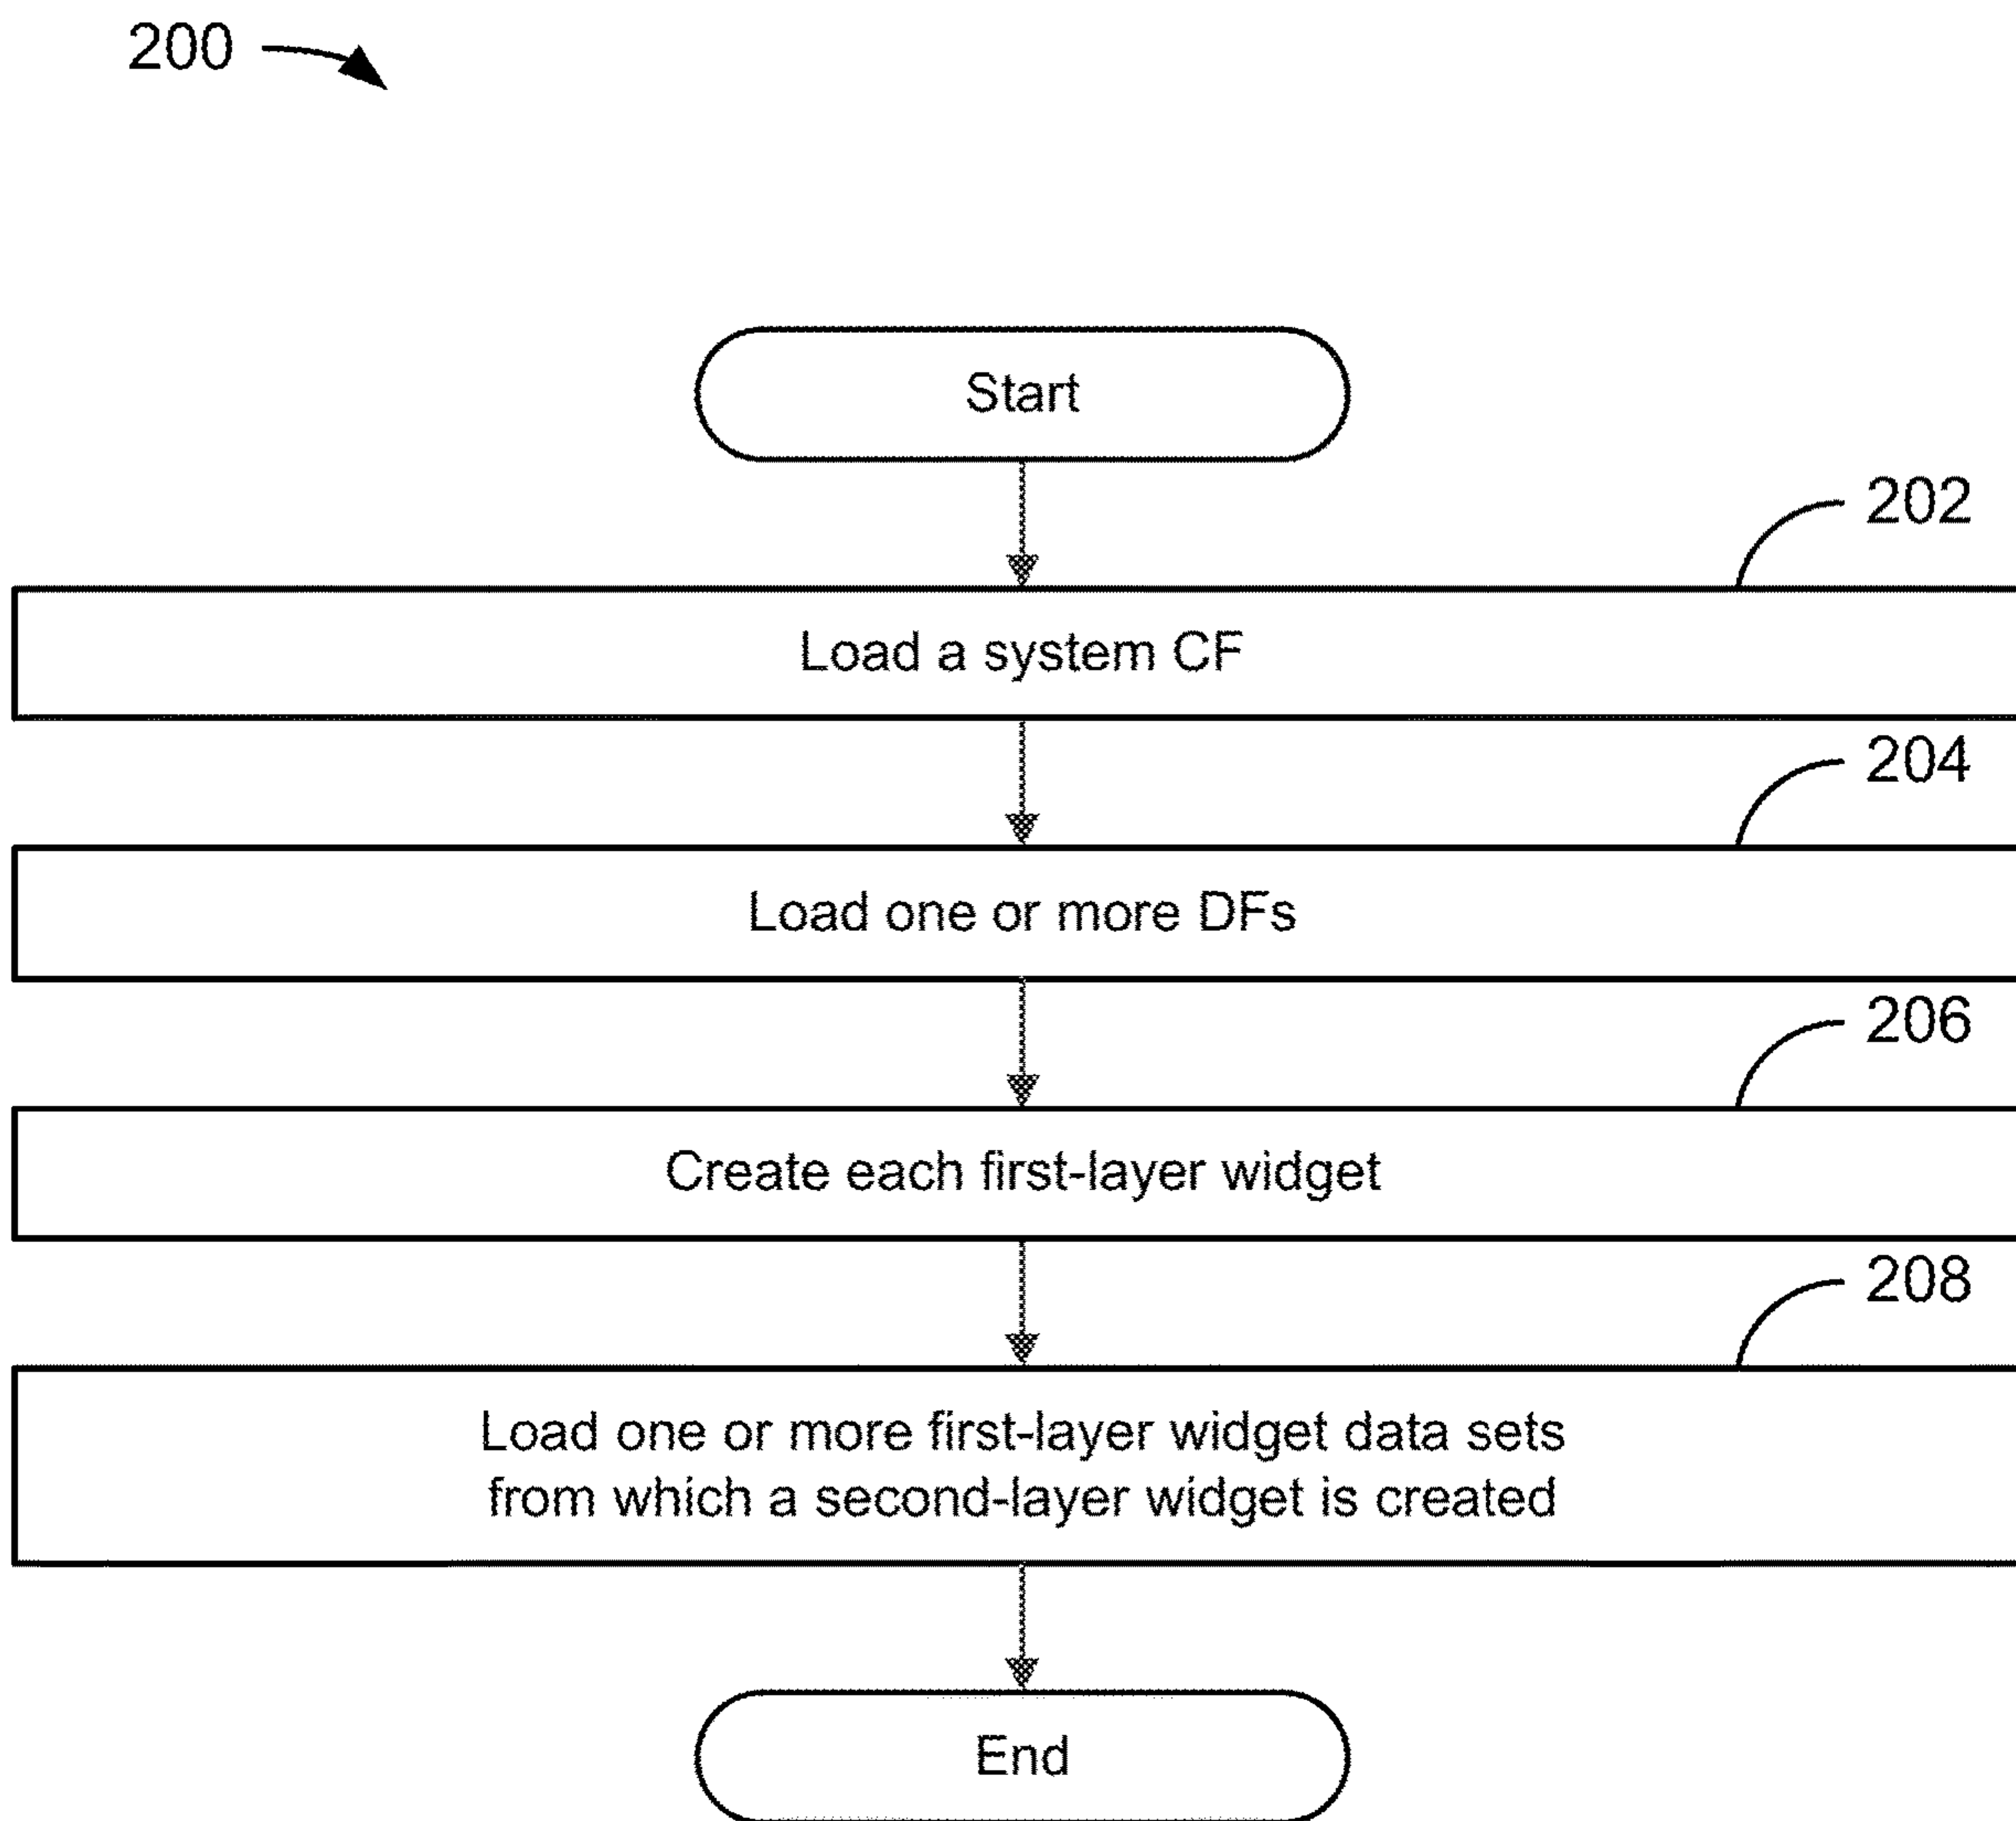 200
Start
202
Load a system CF
204
Load one or more DFs
206
Create each first-layer widget
208
Load one or more first-layer widget data sets
from which a second-layer widget is created
End